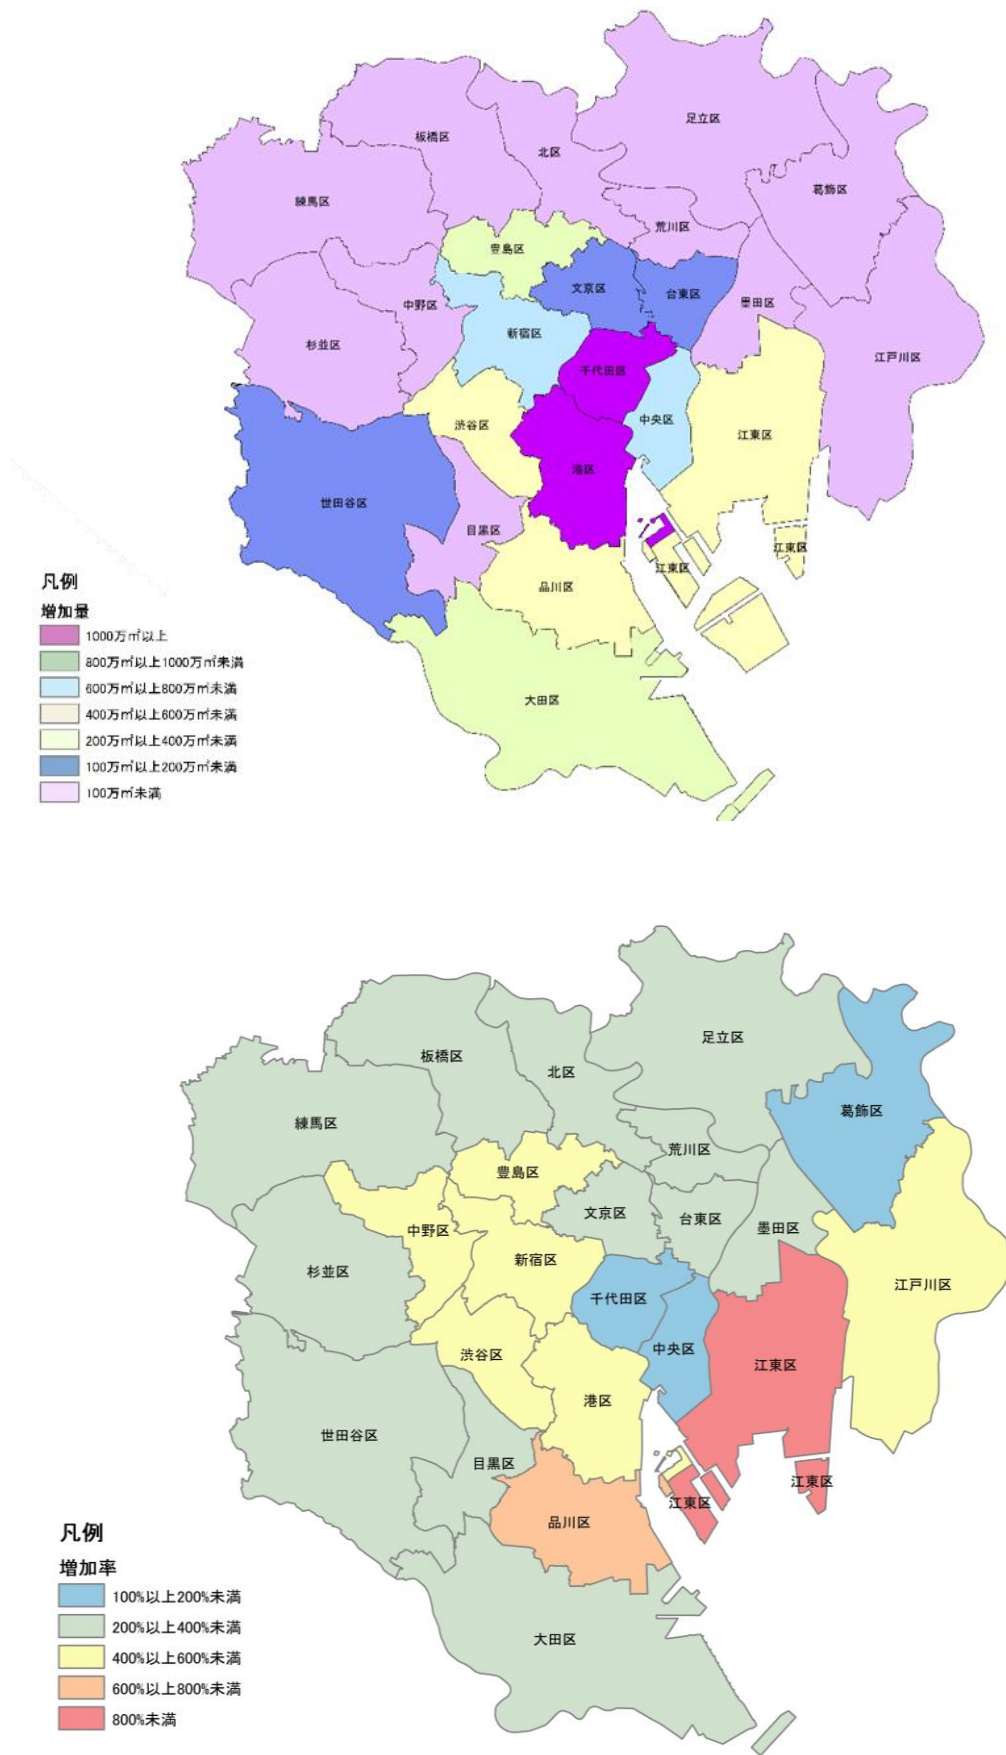 足立区
板橋区
北区
葛飾区
練馬区
荒川区
豊島区
文京区
台東区
墨田区
中野区
新宿区
杉並区
江戸川区
千代田区
渋谷区
中央区
江東区
港区
世田谷区
目黒区
江東区
江東区
品川区
大田区
凡例
増加量
1000万㎡以上
800万㎡以上1000万㎡未満
600万㎡以上800万㎡未満
400万㎡以上600万㎡未満
200万㎡以上400万㎡未満
100万㎡以上200万㎡未満
100万㎡未満
足立区
板橋区
北区
葛飾区
練馬区
荒川区
豊島区
文京区
台東区
墨田区
中野区
新宿区
杉並区
江戸川区
千代田区
中央区
渋谷区
江東区
港区
世田谷区
目黒区
江東区
江東区
品川区
大田区
凡例
増加率
100%以上200%未満
200%以上400%未満
400%以上600%未満
600%以上800%未満
800%未満